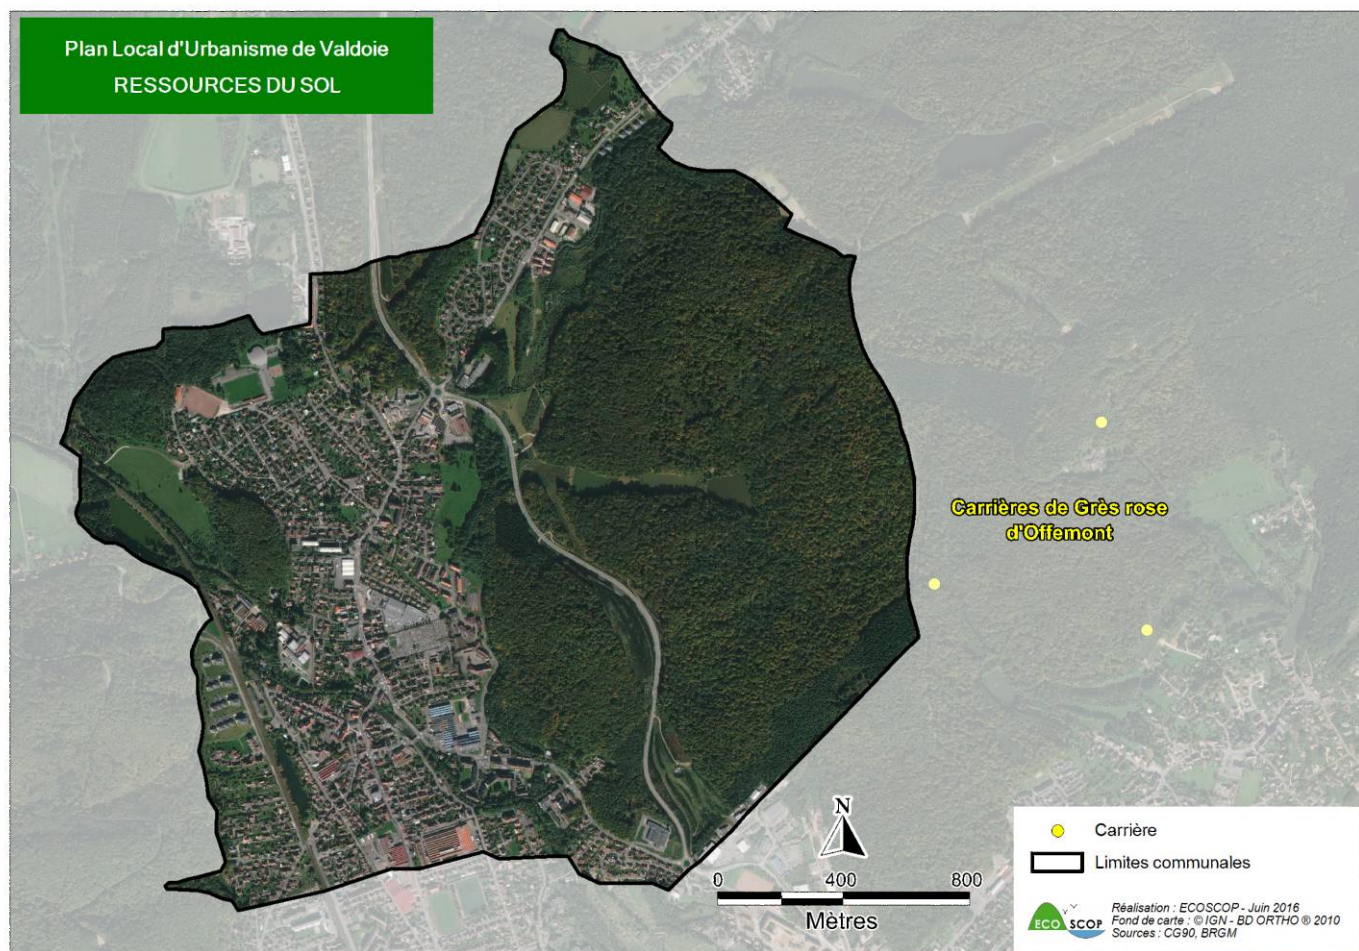 Plan Local d'Urbanisme de Valdoie
RESSOURCES DU SOL
Carrières de Grès rose
d'Offemont
N
0 400 800
Mètres
Carrière
Limites communales
ECO SCOP
Réalisation : ECOSCOP - Juin 2016
Fond de carte : © IGN - BD ORTHO ® 2010
Sources : CG90, BRGM